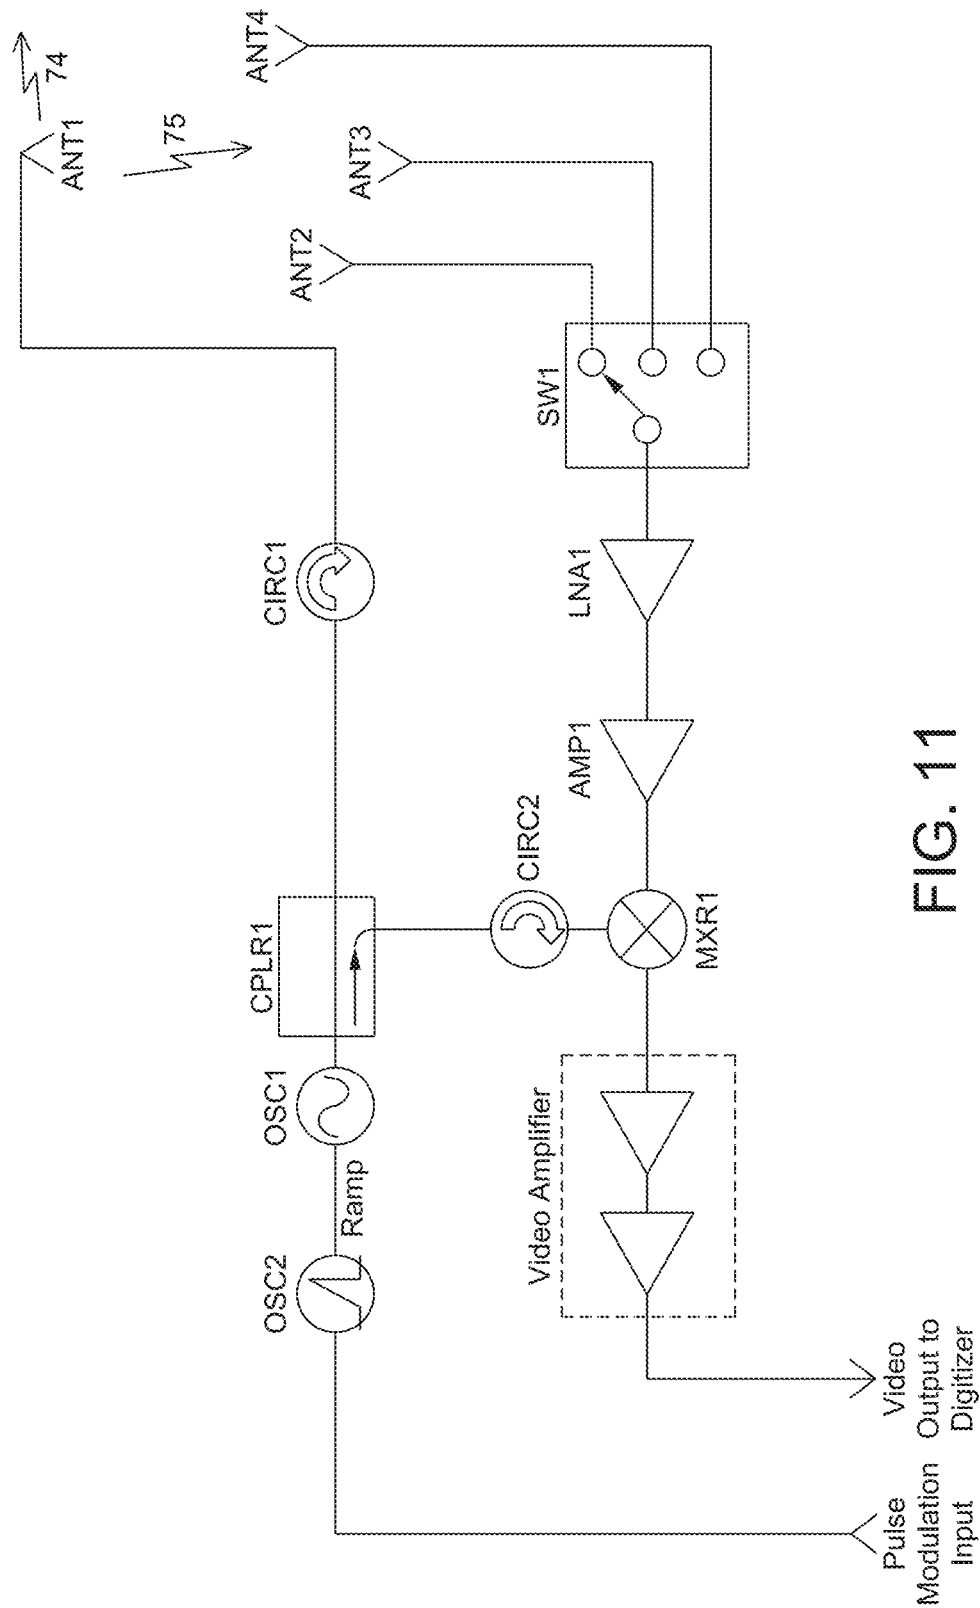 Pulse
Modulation
Input
Video
Output to
Digitizer
OSC2
Ramp
OSC1
CPLR1
CIRC1
ANT1
74
75
ANT2
ANT3
ANT4
SW1
LNA1
AMP1
CIRC2
MXR1
Video Amplifier
FIG. 11